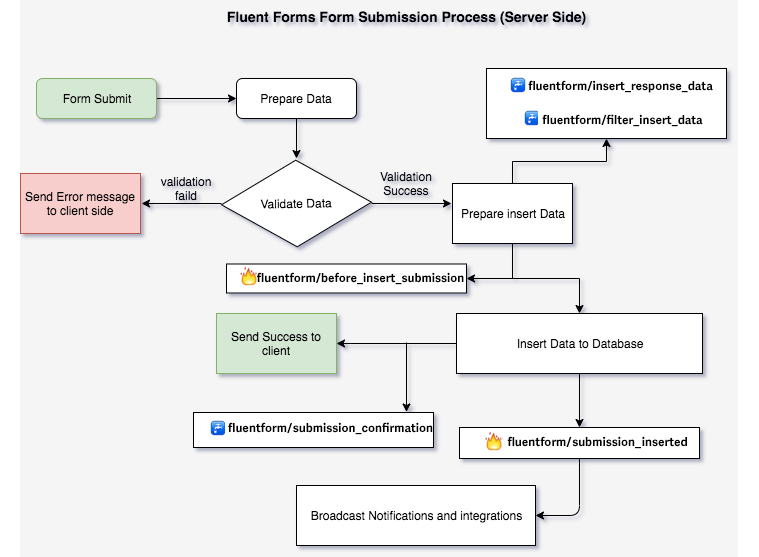 Fluent Forms Form Submission Process (Server Side)
Form Submit
Prepare Data
fluentform/insert_response_data
fluentform/filter_insert_data
validation
faild
Validation
Success
Send Error message
to client side
Validate Data
Prepare insert Data
fluentform/before_insert_submission
Send Success to
client
Insert Data to Database
fluentform/submission_confirmation
fluentform/submission_inserted
Broadcast Notifications and integrations